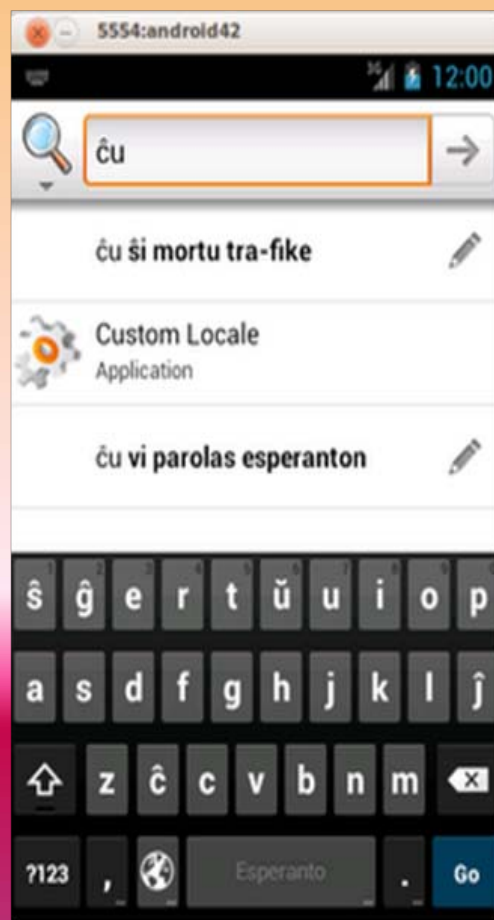 5554:android42
3G 12:00
ĉu
ĉu ŝi mortu tra-fike
Custom Locale
Application
ĉu vi parolas esperanton
ŝ ĝ e r t ŭ u i o p
a s d f g h j k l ĵ
z ĉ c v b n m
?123 , Esperanto . Go